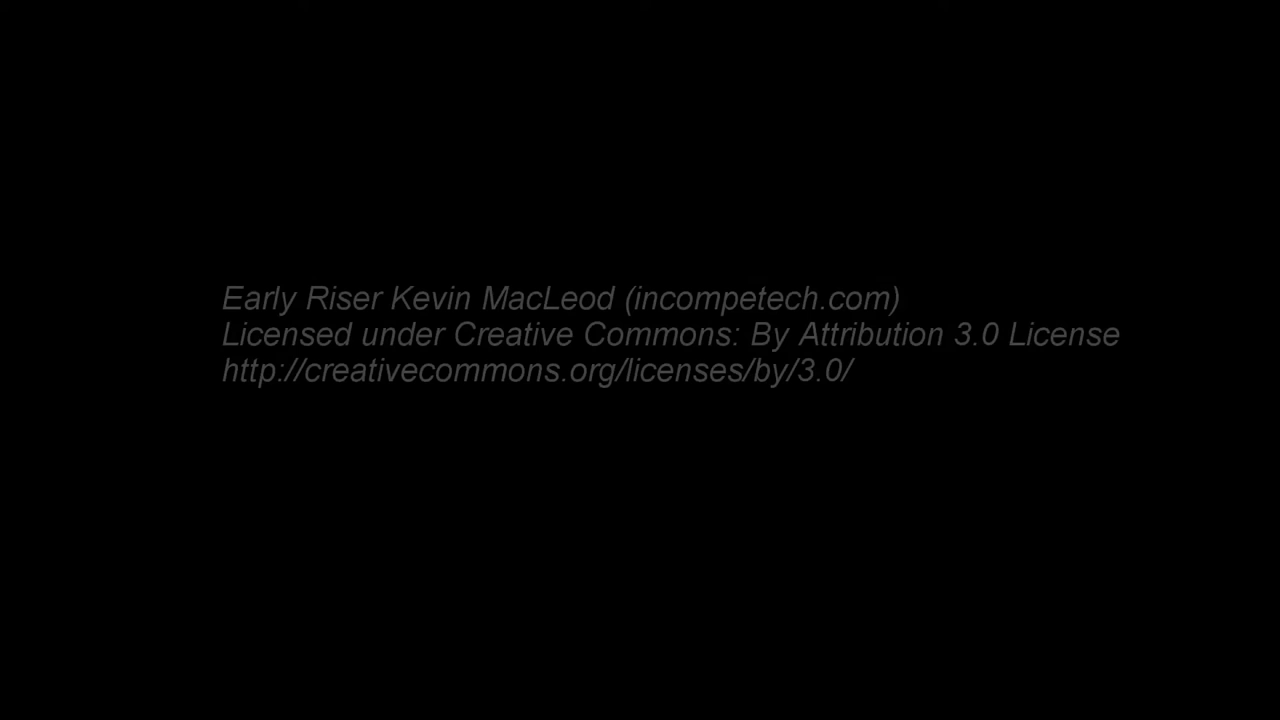 Early Riser Kevin MacLeod (incompetech.com)
Licensed under Creative Commons: By Attribution 3.0 License
http://creativecommons.org/licenses/by/3.0/